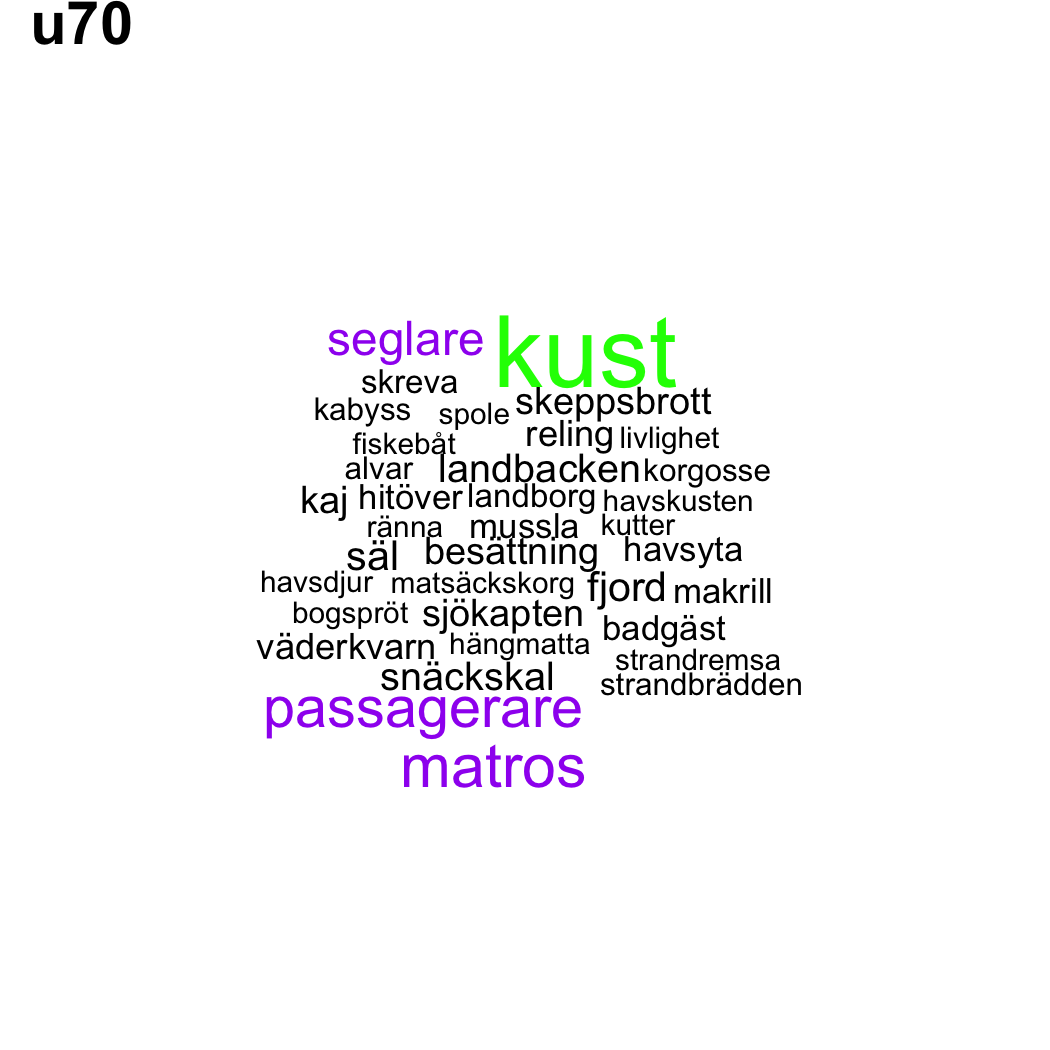 u70
seglare kust
skreva
kabyss spole skeppsbrott
fiskebåt reling livlighet
alvar landbacken korgosse
kaj hitöver landborg havskusten
ränna mussla kutter
säl besättning havsyta
havsdjur matsäckskorg fjord makrill
bogspröt sjökapten badgäst
väderkvarn hängmatta strandremsa
snäckskal strandbrädden
passagerare
matros